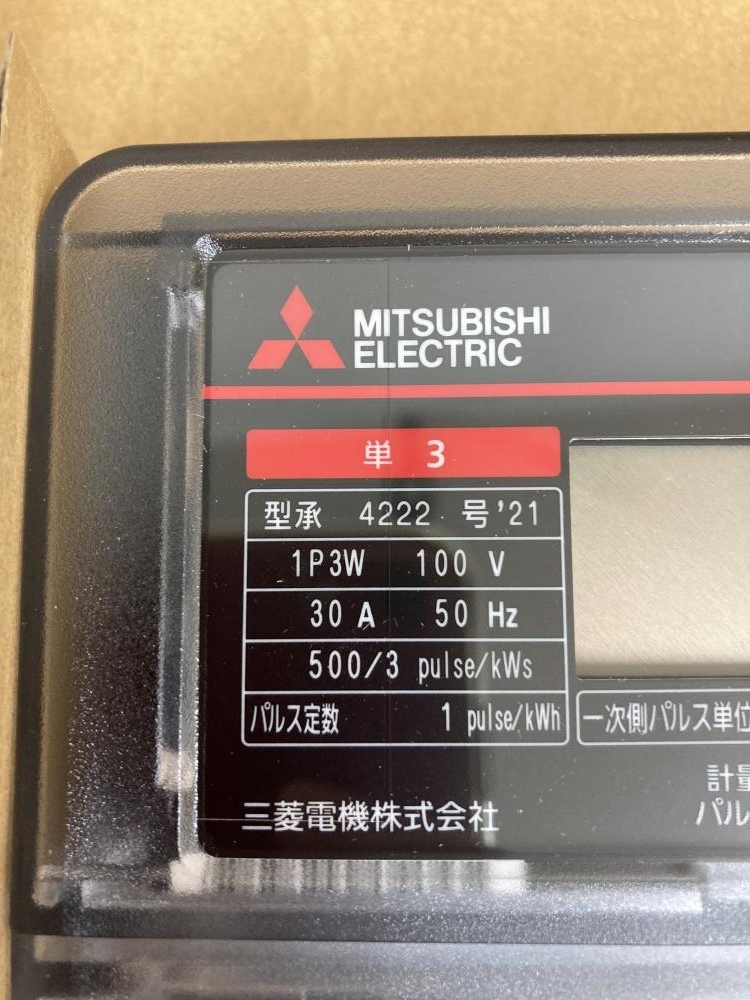 MITSUBISHI
ELECTRIC
単 3
型承 4222 号'21
1P3W 100 V
30 A 50 Hz
500/3 pulse/kWs
パルス定数 1 pulse/kWh
一次側パルス単位
計量
パル
三菱電機株式会社